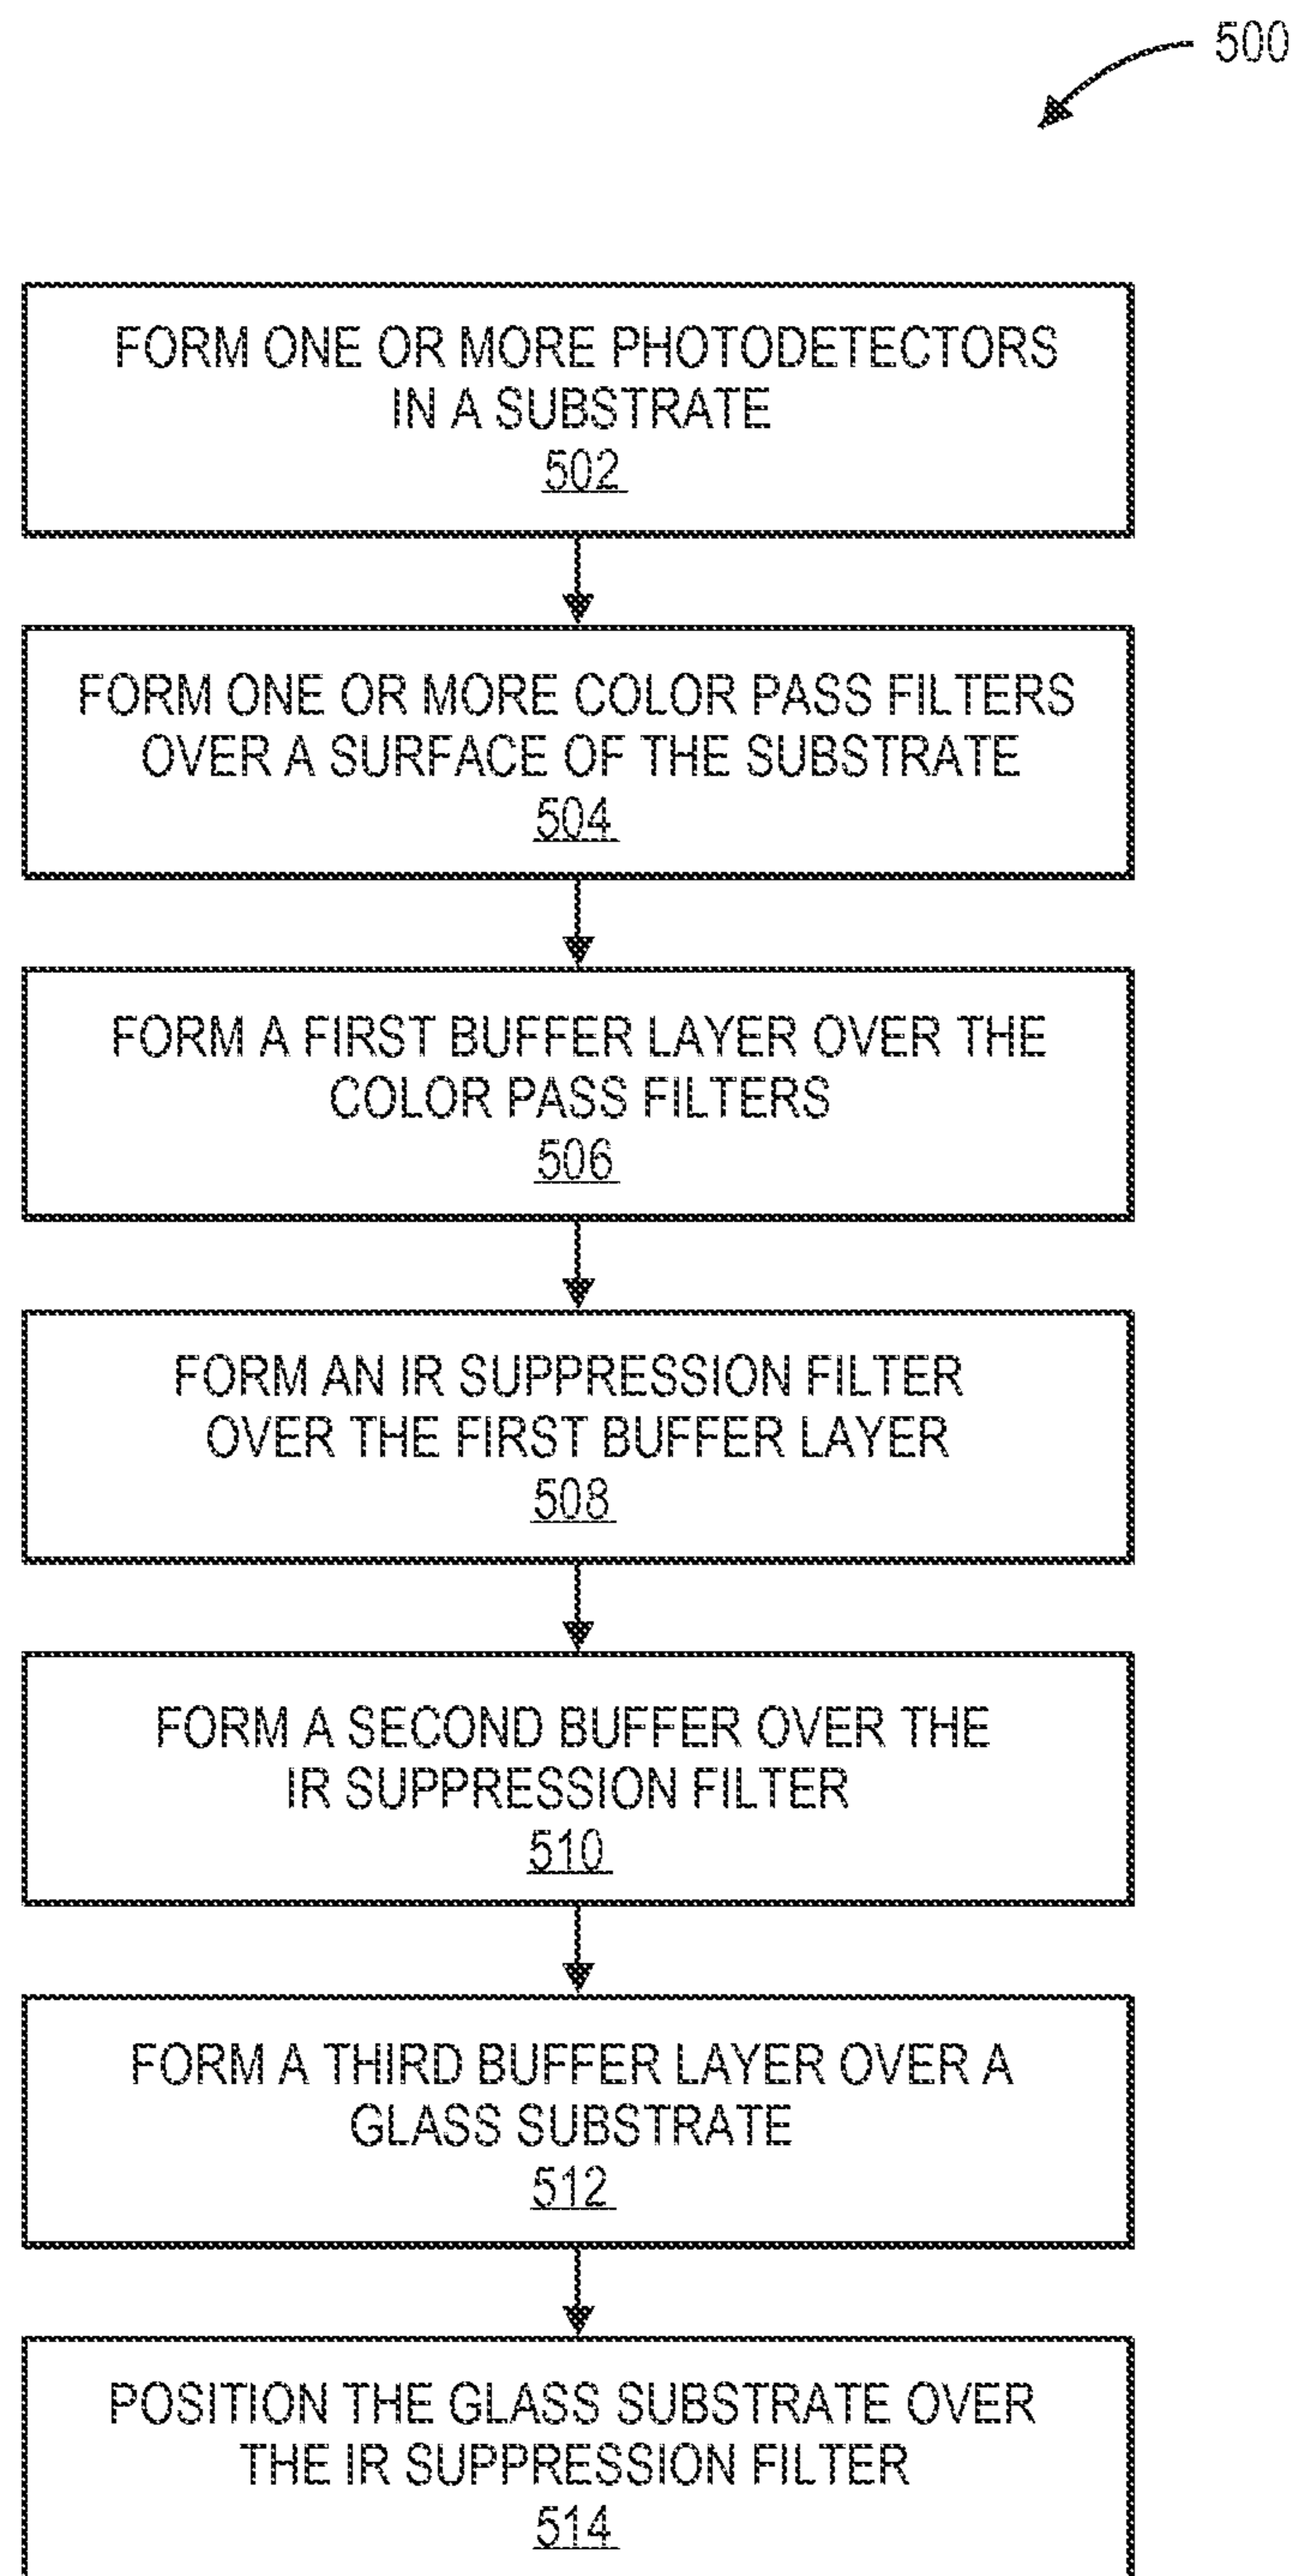 500
FORM ONE OR MORE PHOTODETECTORS
IN A SUBSTRATE
502
FORM ONE OR MORE COLOR PASS FILTERS
OVER A SURFACE OF THE SUBSTRATE
504
FORM A FIRST BUFFER LAYER OVER THE
COLOR PASS FILTERS
506
FORM AN IR SUPPRESSION FILTER
OVER THE FIRST BUFFER LAYER
508
FORM A SECOND BUFFER OVER THE
IR SUPPRESSION FILTER
510
FORM A THIRD BUFFER LAYER OVER A
GLASS SUBSTRATE
512
POSITION THE GLASS SUBSTRATE OVER
THE IR SUPPRESSION FILTER
514